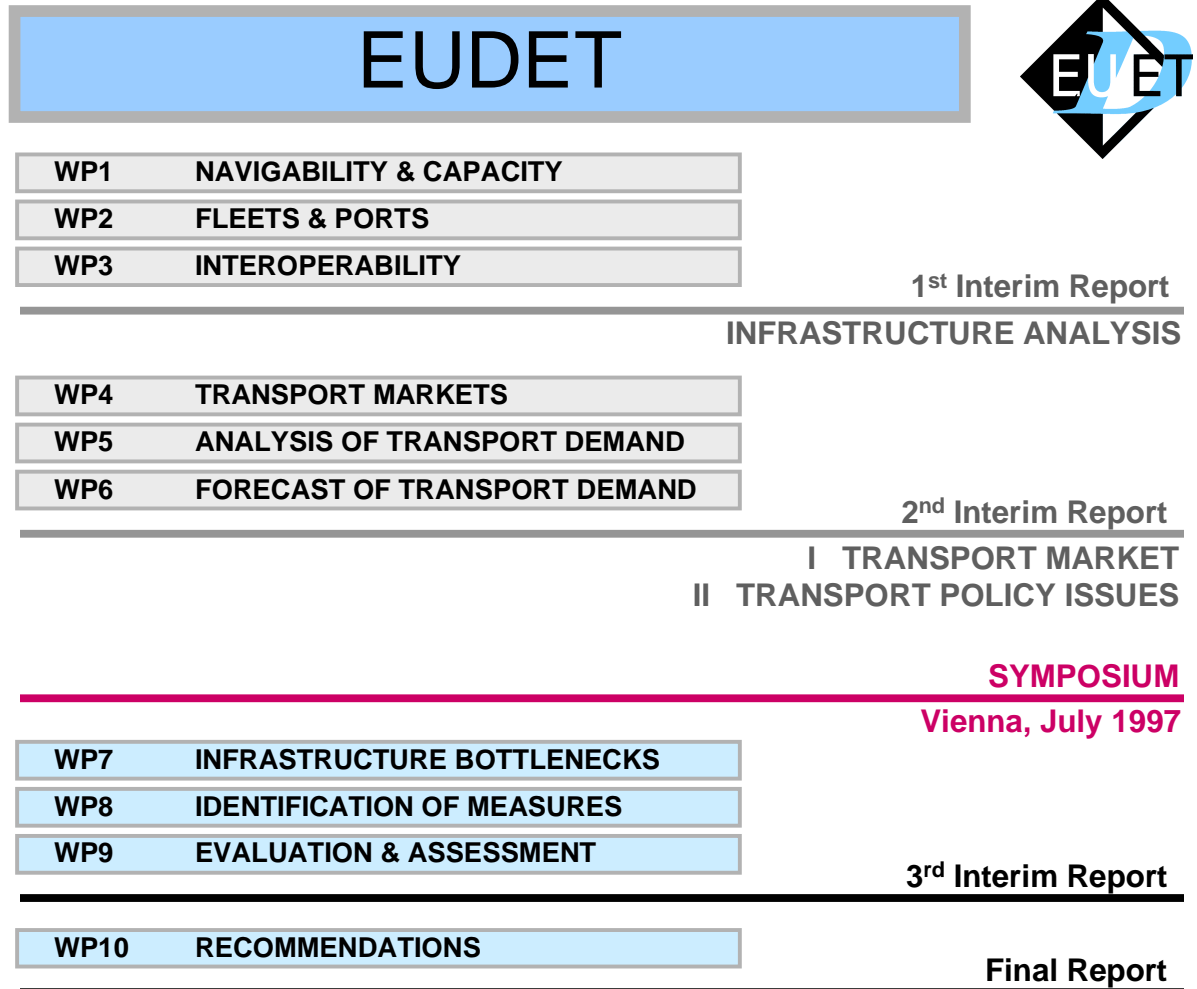 EUDET
EU D ET
WP1 NAVIGABILITY & CAPACITY
WP2 FLEETS & PORTS
WP3 INTEROPERABILITY
1st Interim Report
INFRASTRUCTURE ANALYSIS
WP4 TRANSPORT MARKETS
WP5 ANALYSIS OF TRANSPORT DEMAND
WP6 FORECAST OF TRANSPORT DEMAND
2nd Interim Report
I TRANSPORT MARKET
II TRANSPORT POLICY ISSUES
SYMPOSIUM
Vienna, July 1997
WP7 INFRASTRUCTURE BOTTLENECKS
WP8 IDENTIFICATION OF MEASURES
WP9 EVALUATION & ASSESSMENT
3rd Interim Report
WP10 RECOMMENDATIONS
Final Report